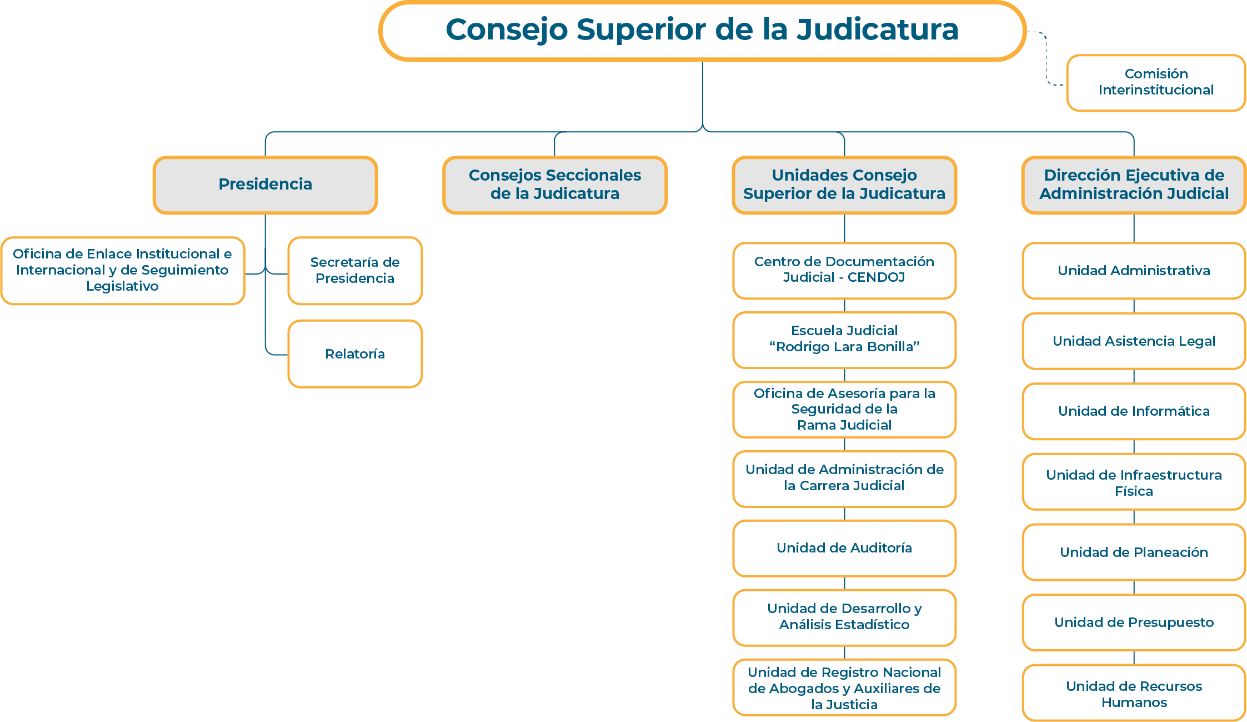 Consejo Superior de la Judicatura
Comisión
Interinstitucional
Presidencia
Oficina de Enlace Institucional e
Internacional y de Seguimiento
Legislativo
Secretaría de
Presidencia
Relatoría
Consejos Seccionales
de la Judicatura
Unidades Consejo
Superior de la Judicatura
Centro de Documentación
Judicial - CENDOJ
Escuela Judicial
“Rodrigo Lara Bonilla”
Oficina de Asesoría para la
Seguridad de la
Rama Judicial
Unidad de Administración de
la Carrera Judicial
Unidad de Auditoría
Unidad de Desarrollo y
Análisis Estadístico
Unidad de Registro Nacional
de Abogados y Auxiliares de
la Justicia
Dirección Ejecutiva de
Administración Judicial
Unidad Administrativa
Unidad Asistencia Legal
Unidad de Informática
Unidad de Infraestructura
Física
Unidad de Planeación
Unidad de Presupuesto
Unidad de Recursos
Humanos